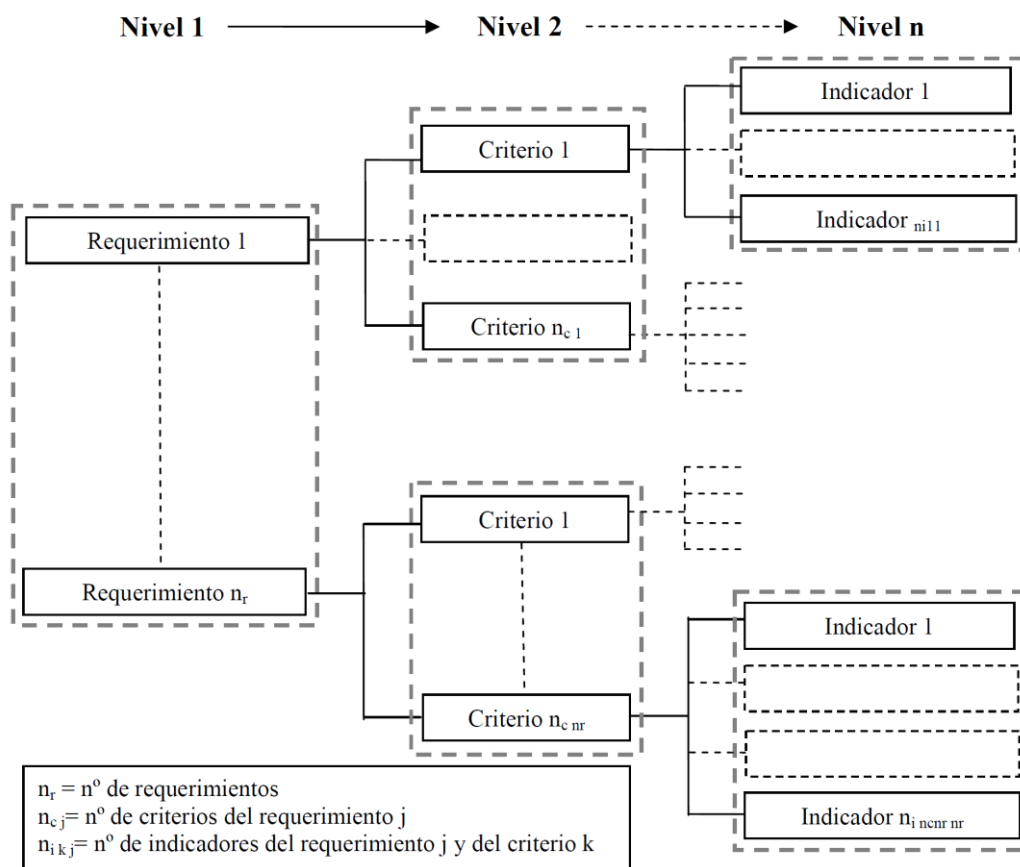 Nivel 1
Nivel 2
Nivel n
Indicador 1
Criterio 1
Indicador ni11
Requerimiento 1
Criterio nc 1
Criterio 1
Requerimiento nr
Indicador 1
Criterio nc nr
nr = nº de requerimientos
nc j= nº de criterios del requerimiento j
ni k j= nº de indicadores del requerimiento j y del criterio k
Indicador ni ncnr nr